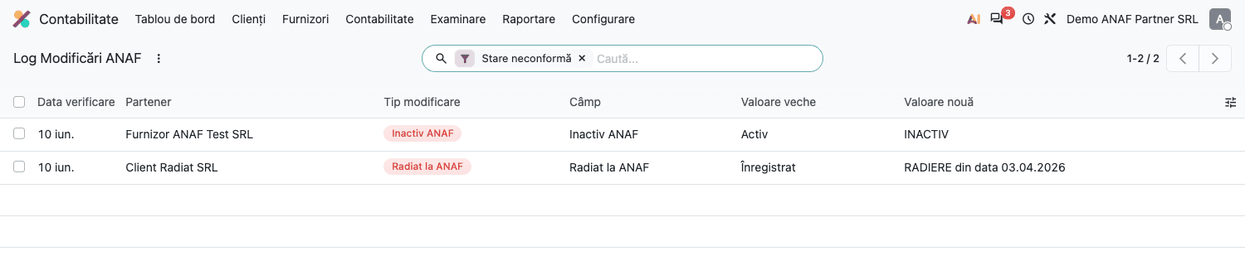 Contabilitate Tablou de bord Clienți Furnizori Contabilitate Examinare Raportare Configurare AI 3 Demo ANAF Partner SRL A
Log Modificări ANAF Stare neconformă × Caută... 1-2 / 2
Data verificare Partener Tip modificare Câmp Valoare veche Valoare nouă
10 iun. Furnizor ANAF Test SRL Inactiv ANAF Inactiv ANAF Activ INACTIV
10 iun. Client Radiat SRL Radiat la ANAF Radiat la ANAF Înregistrat RADIERE din data 03.04.2026